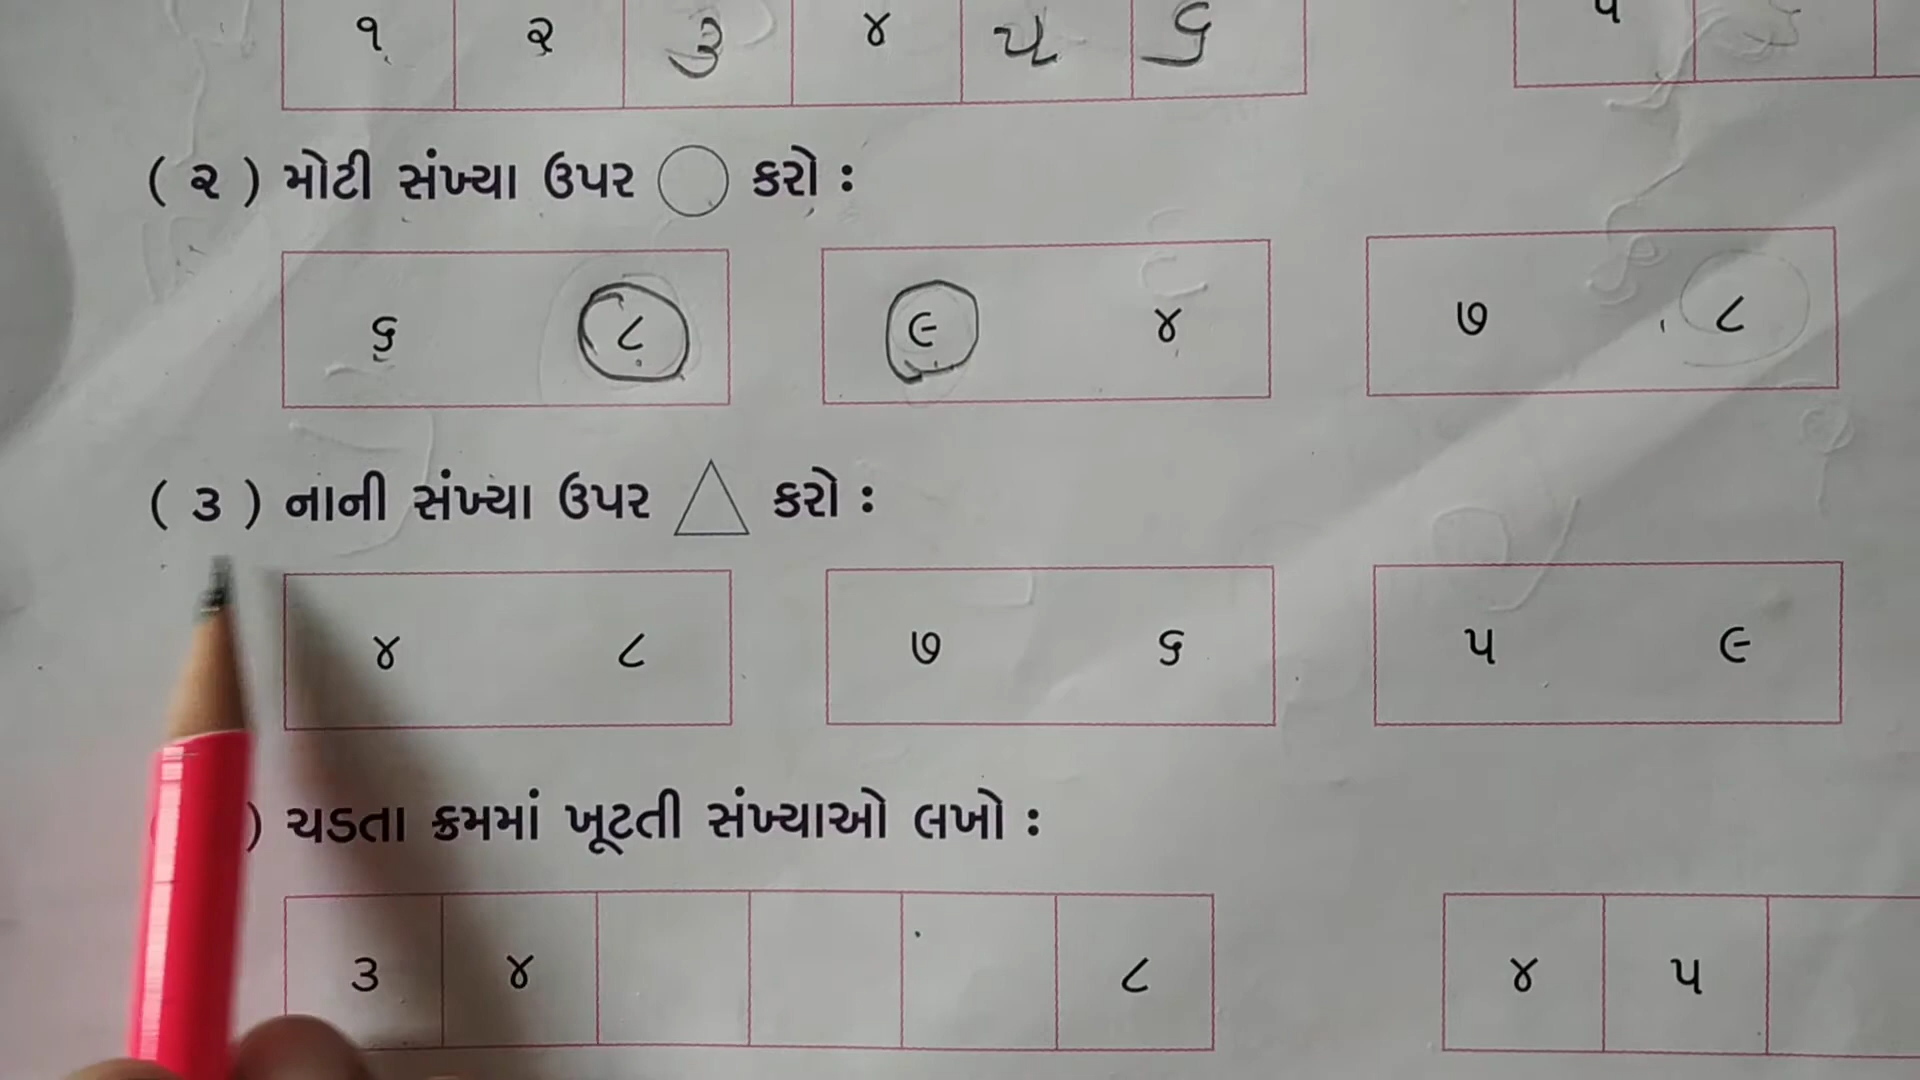 ૧ ૨ ૩ ૪ ૫ ૬ ૫
( ૨ ) મોટી સંખ્યા ઉપર કરો :
૬ ૮ ૯ ૪ ૭ ૮
( ૩ ) નાની સંખ્યા ઉપર કરો :
૪ ૮ ૭ ૬ ૫ ૯
) ચડતા ક્રમમાં ખૂટતી સંખ્યાઓ લખો :
૩ ૪ ૮ ૪ ૫